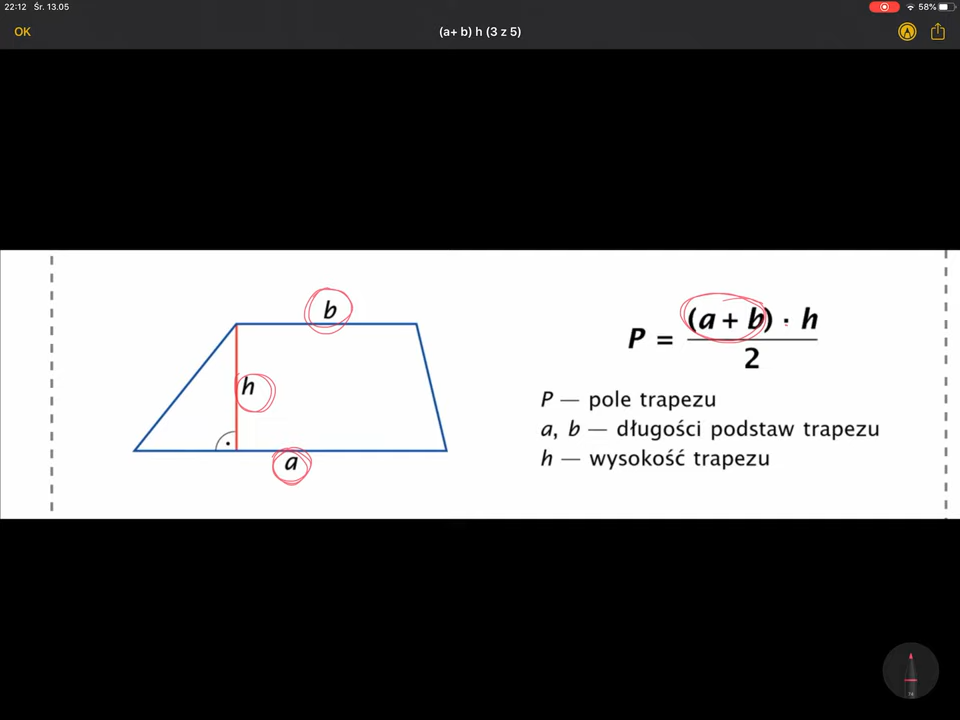 22:12 Śr. 13.05
58%
OK
(a+ b) h (3 z 5)
b
h
a
P = (a + b) · h
2
P — pole trapezu
a, b — długości podstaw trapezu
h — wysokość trapezu